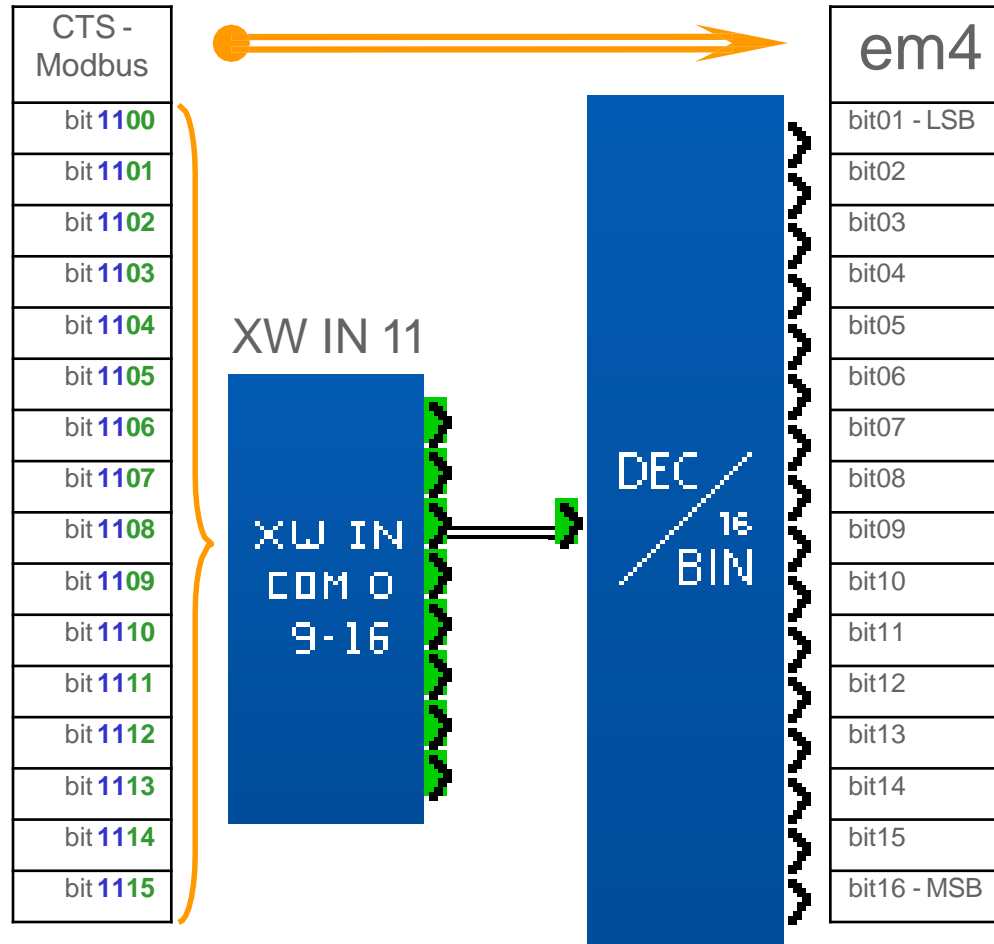 CTS -
Modbus
em4
bit 1100
bit01 - LSB
bit 1101
bit02
bit 1102
bit03
bit 1103
bit04
bit 1104
bit05
XW IN 11
bit 1105
bit06
bit 1106
bit07
bit 1107
bit08
bit 1108
bit09
bit 1109
bit10
bit 1110
bit11
bit 1111
bit12
bit 1112
bit13
bit 1113
bit14
bit 1114
bit15
bit 1115
bit16 - MSB
XW IN
COM O
9-16
DEC
16
BIN